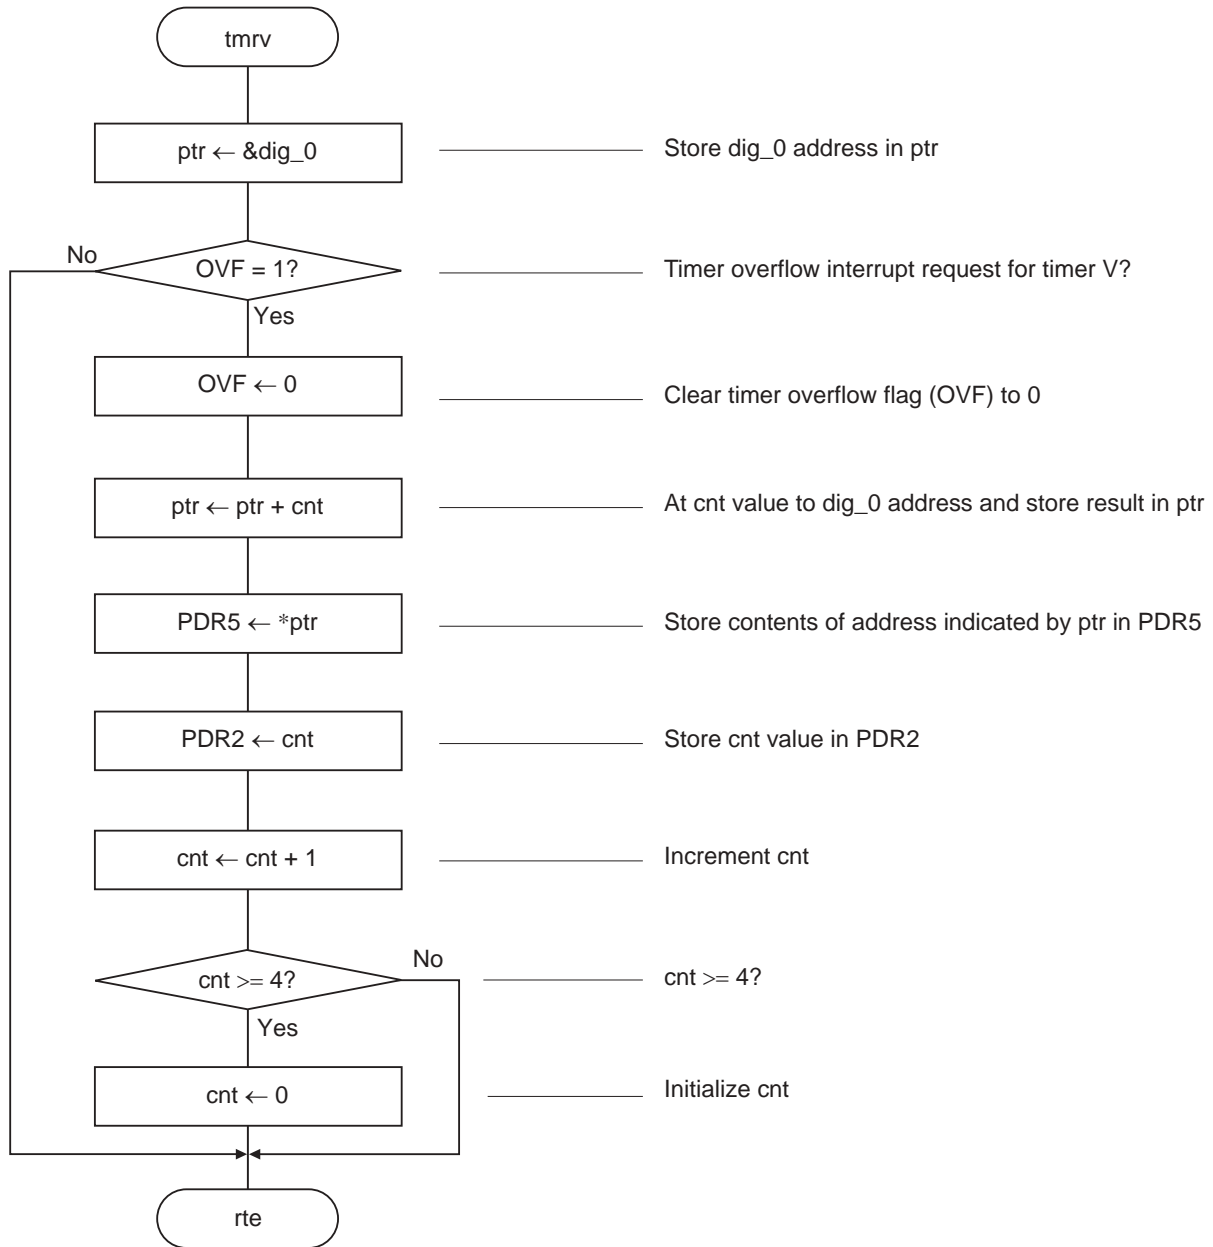 tmrv
ptr ← &dig_0
Store dig_0 address in ptr
No
OVF = 1?
Timer overflow interrupt request for timer V?
Yes
OVF ← 0
Clear timer overflow flag (OVF) to 0
ptr ← ptr + cnt
At cnt value to dig_0 address and store result in ptr
PDR5 ← *ptr
Store contents of address indicated by ptr in PDR5
PDR2 ← cnt
Store cnt value in PDR2
cnt ← cnt + 1
Increment cnt
No
cnt >= 4?
cnt >= 4?
Yes
cnt ← 0
Initialize cnt
rte